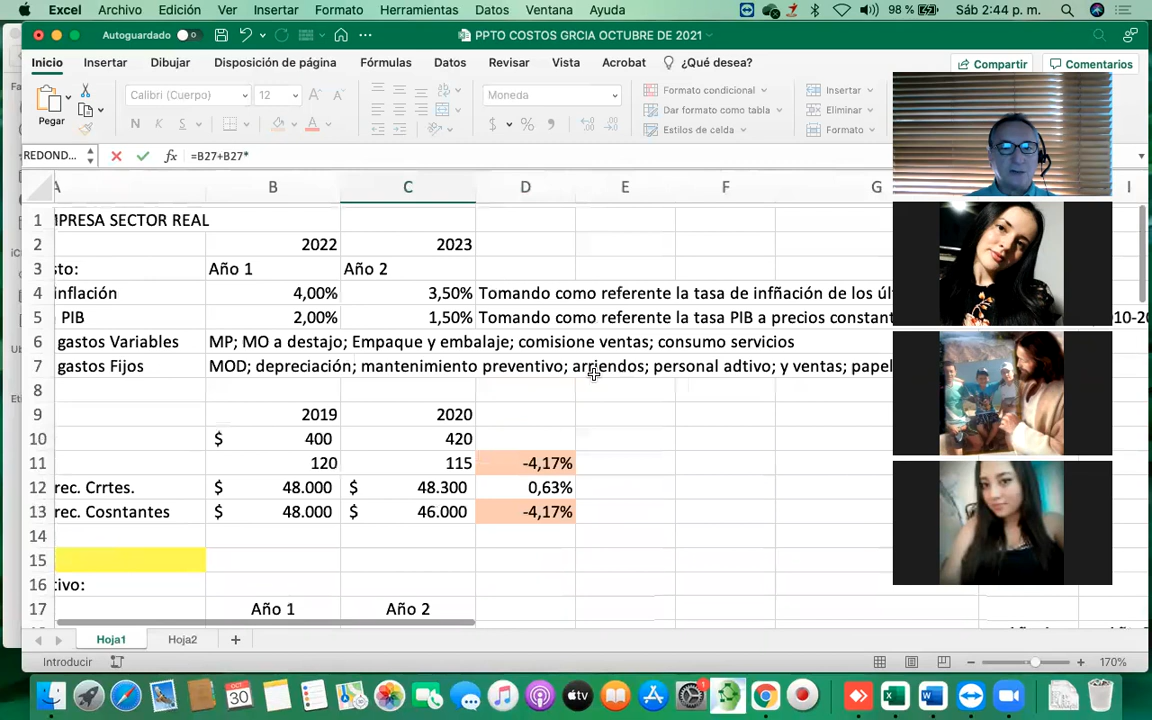 Excel Archivo Edición Ver Insertar Formato Herramientas Datos Ventana Ayuda 98 % Sáb 2:44 p. m.
Autoguardado PPTO COSTOS GRCIA OCTUBRE DE 2021
Inicio Insertar Dibujar Disposición de página Fórmulas Datos Revisar Vista Acrobat ¿Qué desea? Compartir Comentarios
Pegar Calibri (Cuerpo) 12 Moneda Formato condicional Insertar
N K S $ % Dar formato como tabla Eliminar
Estilos de celda Formato
REDOND... fx =B27+B27*
A B C D E F G I
1 MPRESA SECTOR REAL
2 2022 2023
3 sto: Año 1 Año 2
4 inflación 4,00% 3,50% Tomando como referente la tasa de infñación de los úl
5 PIB 2,00% 1,50% Tomando como referente la tasa PIB a precios constan 010-20
6 gastos Variables MP; MO a destajo; Empaque y embalaje; comisione ventas; consumo servicios
7 gastos Fijos MOD; depreciación; mantenimiento preventivo; arriendos; personal adtivo; y ventas; papel
8
9 2019 2020
10 $ 400 420
11 120 115 -4,17%
12 rec. Crrtes. $ 48.000 $ 48.300 0,63%
13 rec. Cosntantes $ 48.000 $ 46.000 -4,17%
14
15
16 tivo:
17 Año 1 Año 2
Hoja1 Hoja2 +
Introducir 170%
OCT 30